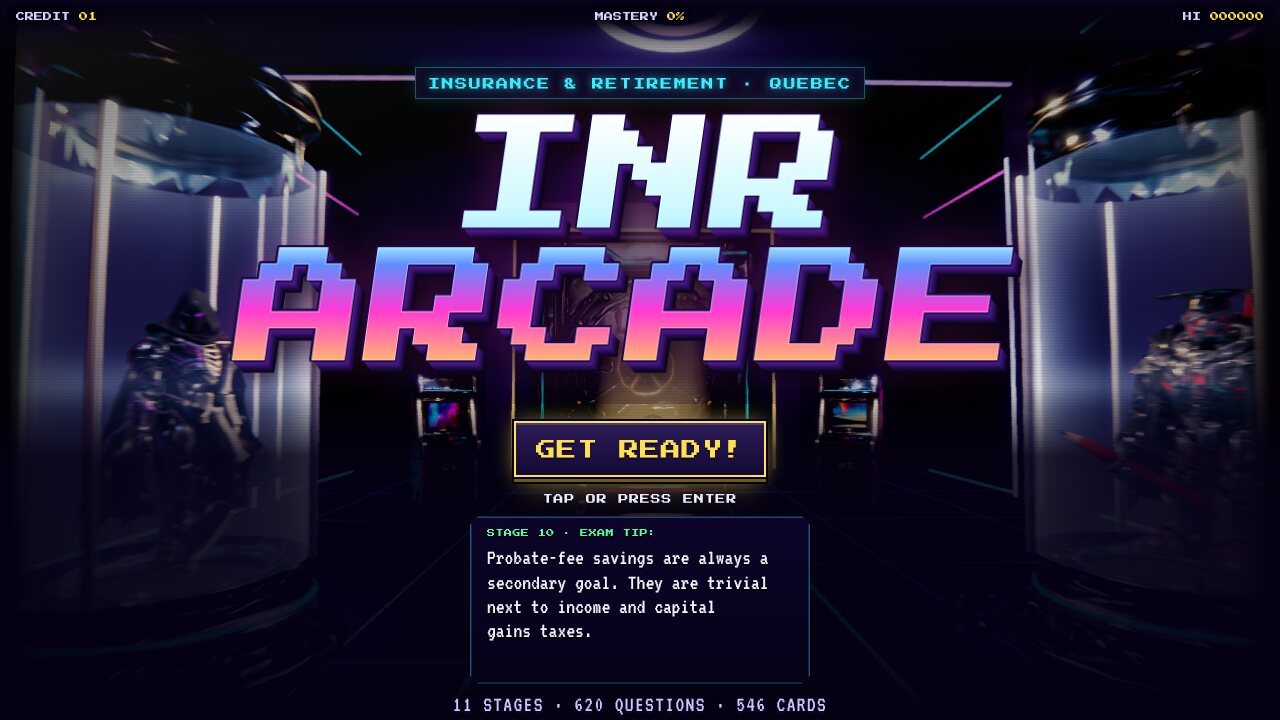 CREDIT 01
MASTERY 0%
HI 000000
INSURANCE & RETIREMENT · QUEBEC
INR
ARCADE
GET READY!
TAP OR PRESS ENTER
STAGE 10 · EXAM TIP:
Probate-fee savings are always a
secondary goal. They are trivial
next to income and capital
gains taxes.
11 STAGES · 620 QUESTIONS · 546 CARDS